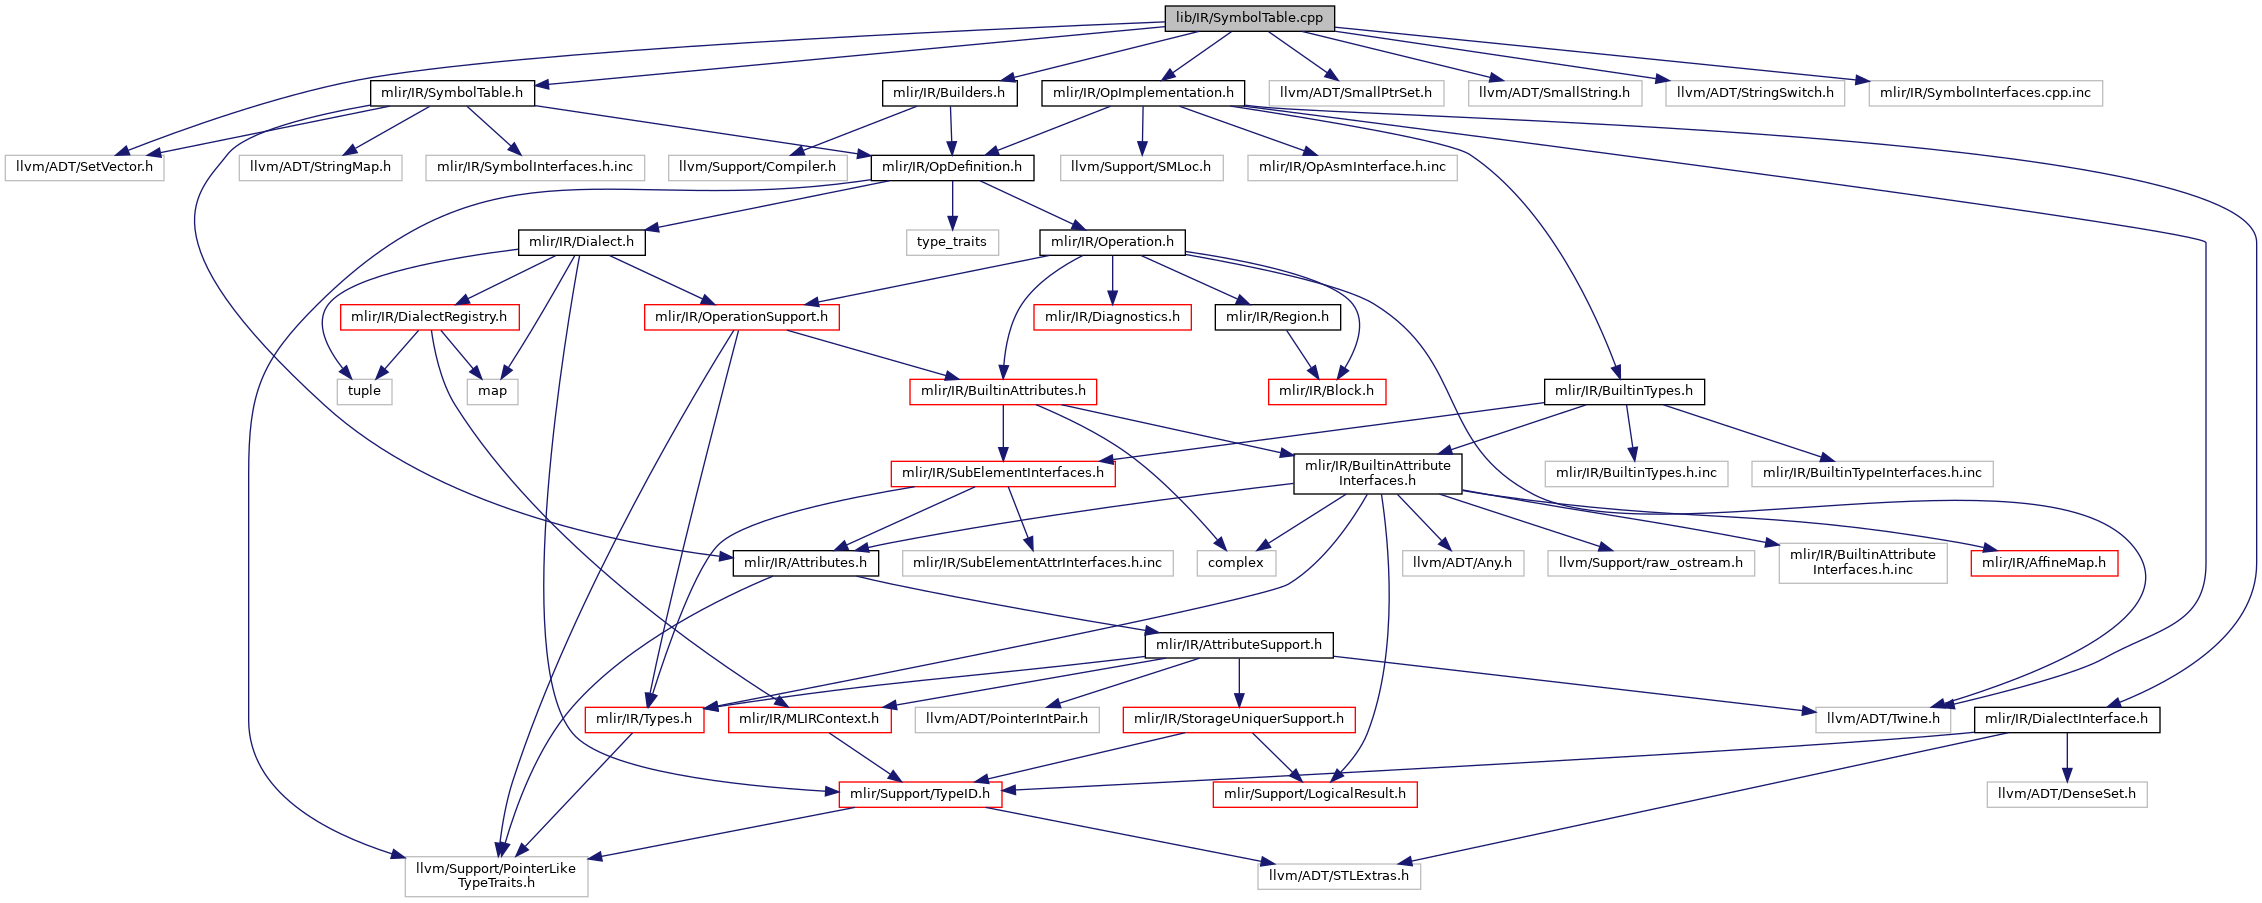 lib/IR/SymbolTable.cpp
mlir/IR/SymbolTable.h
mlir/IR/Builders.h
mlir/IR/OpImplementation.h
llvm/ADT/SmallPtrSet.h
llvm/ADT/SmallString.h
llvm/ADT/StringSwitch.h
mlir/IR/SymbolInterfaces.cpp.inc
llvm/ADT/SetVector.h
llvm/ADT/StringMap.h
mlir/IR/SymbolInterfaces.h.inc
llvm/Support/Compiler.h
mlir/IR/OpDefinition.h
llvm/Support/SMLoc.h
mlir/IR/OpAsmInterface.h.inc
mlir/IR/Dialect.h
type_traits
mlir/IR/Operation.h
mlir/IR/DialectRegistry.h
mlir/IR/OperationSupport.h
mlir/IR/Diagnostics.h
mlir/IR/Region.h
tuple
map
mlir/IR/BuiltinAttributes.h
mlir/IR/Block.h
mlir/IR/BuiltinTypes.h
mlir/IR/SubElementInterfaces.h
mlir/IR/BuiltinAttribute
Interfaces.h
mlir/IR/BuiltinTypes.h.inc
mlir/IR/BuiltinTypeInterfaces.h.inc
mlir/IR/Attributes.h
mlir/IR/SubElementAttrInterfaces.h.inc
complex
llvm/ADT/Any.h
llvm/Support/raw_ostream.h
mlir/IR/BuiltinAttribute
Interfaces.h.inc
mlir/IR/AffineMap.h
mlir/IR/AttributeSupport.h
mlir/IR/Types.h
mlir/IR/MLIRContext.h
llvm/ADT/PointerIntPair.h
mlir/IR/StorageUniquerSupport.h
llvm/ADT/Twine.h
mlir/IR/DialectInterface.h
mlir/Support/TypeID.h
mlir/Support/LogicalResult.h
llvm/ADT/DenseSet.h
llvm/Support/PointerLike
TypeTraits.h
llvm/ADT/STLExtras.h